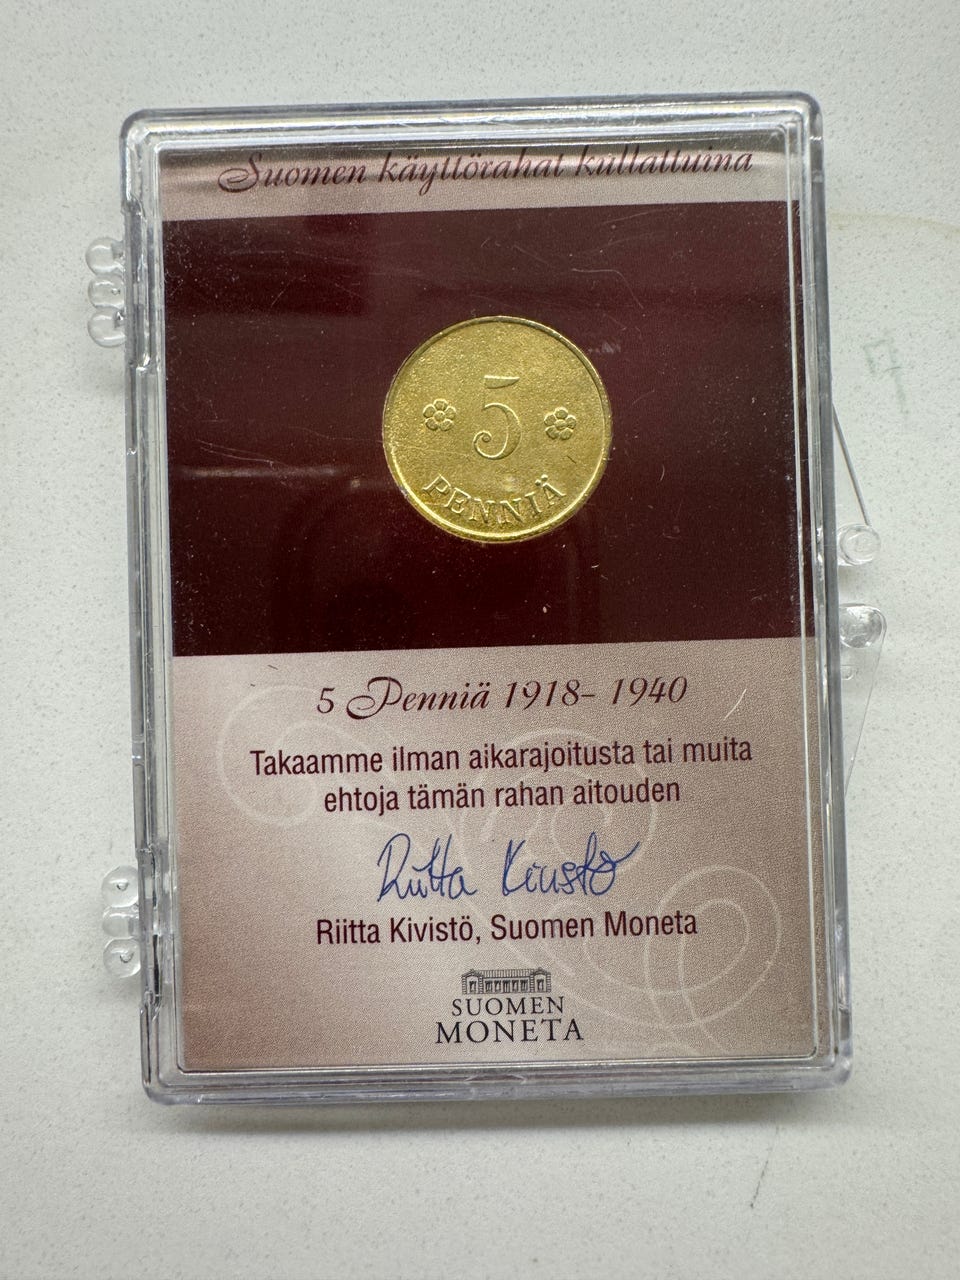 Suomen käyttörahat kullattuina
5
PENNIÄ
5 Penniä 1918– 1940
Takaamme ilman aikarajoitusta tai muita
ehtoja tämän rahan aitouden
Riitta Kivistö
Riitta Kivistö, Suomen Moneta
SUOMEN
MONETA